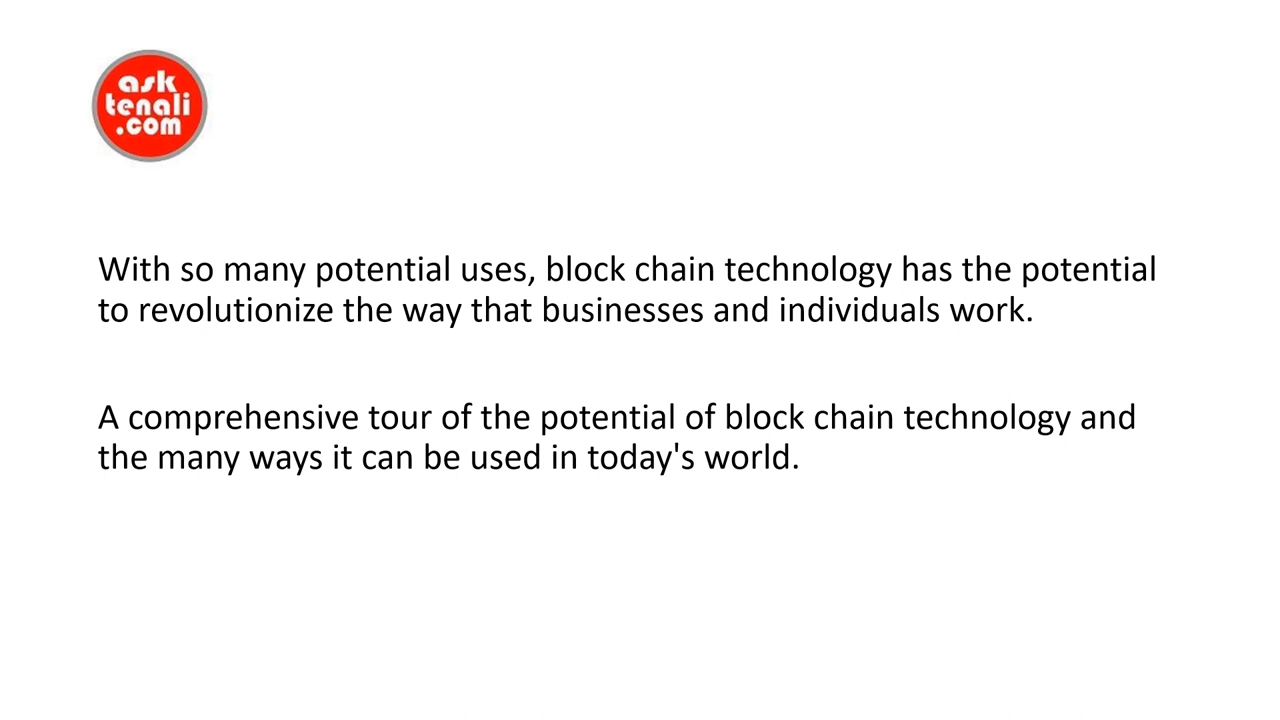 ask
tenali
.com
With so many potential uses, block chain technology has the potential
to revolutionize the way that businesses and individuals work.
A comprehensive tour of the potential of block chain technology and
the many ways it can be used in today's world.